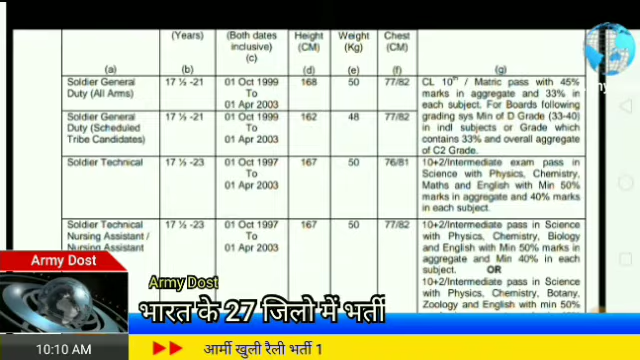 (Years) (Both dates inclusive) Height (CM) Weight (Kg) Chest (CM)
(a) (b) (c) (d) (e) (f) (g)
Soldier General Duty (All Arms) 17 ½ -21 01 Oct 1999 To 01 Apr 2003 168 50 77/82
Soldier General Duty (Scheduled Tribe Candidates) 17 ½ -21 01 Oct 1999 To 01 Apr 2003 162 48 77/82
CL 10th / Matric pass with 45%
marks in aggregate and 33% in
each subject. For Boards following
grading sys Min of D Grade (33-40)
in indl subjects or Grade which
contains 33% and overall aggregate
of C2 Grade.
Soldier Technical 17 ½ -23 01 Oct 1997 To 01 Apr 2003 167 50 76/81
10+2/Intermediate exam pass in
Science with Physics, Chemistry,
Maths and English with Min 50%
marks in aggregate and 40% marks
in each subject.
Soldier Technical Nursing Assistant / Nursing Assistant 17 ½ -23 01 Oct 1997 To 01 Apr 2003 167 50 77/82
10+2/Intermediate pass in Science
with Physics, Chemistry, Biology
and English with Min 50% marks in
aggregate and Min 40% in each
subject. OR
10+2/Intermediate pass in Science
with Physics, Chemistry, Botany,
Zoology and English with min 50%
Army Dost
Army Dost
भारत के 27 जिलो में भर्ती
10:10 AM
आर्मी खुली रैली भर्ती 1